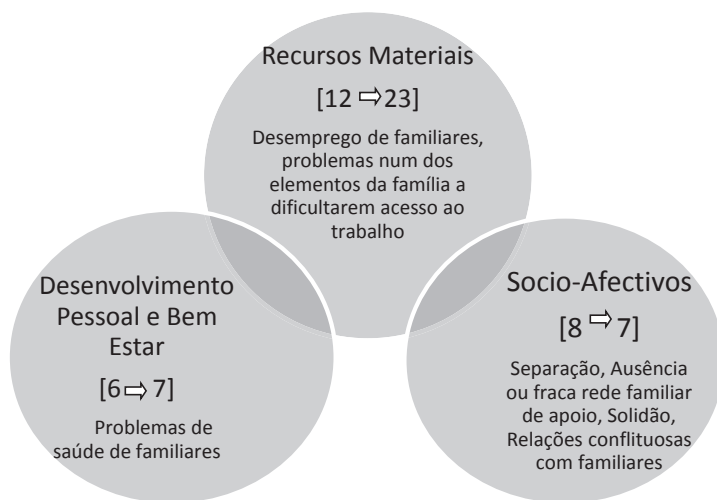 Recursos Materiais
[12 ⇨ 23]
Desemprego de familiares,
problemas num dos
elementos da família a
dificultarem acesso ao
trabalho
Desenvolvimento
Pessoal e Bem
Estar
[6 ⇨ 7]
Problemas de
saúde de familiares
Socio-Afectivos
[8 ⇨ 7]
Separação, Ausência
ou fraca rede familiar
de apoio, Solidão,
Relações conflituosas
com familiares